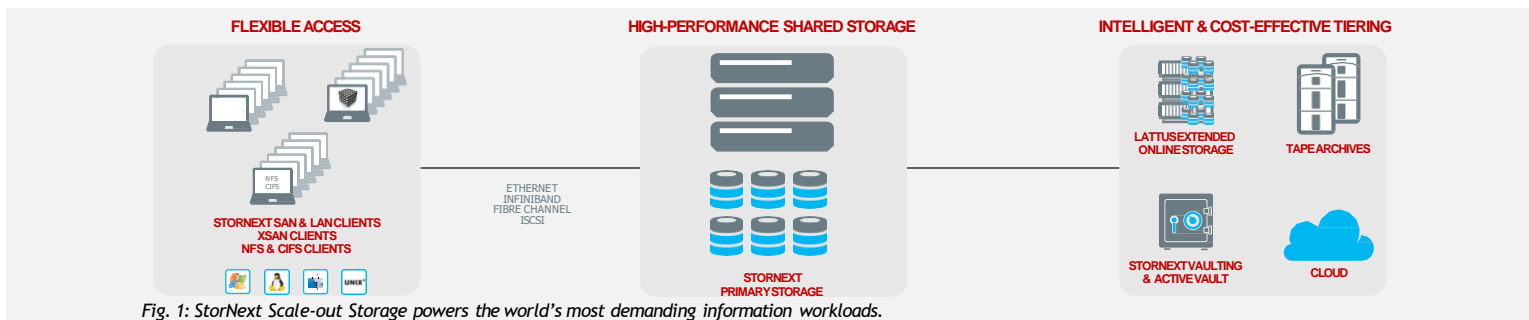 FLEXIBLE ACCESS
HIGH-PERFORMANCE SHARED STORAGE
INTELLIGENT & COST-EFFECTIVE TIERING
NFS
CIFS
STORNEXT SAN & LAN CLIENTS
XSAN CLIENTS
NFS & CIFS CLIENTS
UNIX®
ETHERNET
INFINIBAND
FIBRE CHANNEL
ISCSI
STORNEXT
PRIMARY STORAGE
LATTUS EXTENDED
ONLINE STORAGE
TAPE ARCHIVES
STORNEXT VAULTING
& ACTIVE VAULT
CLOUD
Fig. 1: StorNext Scale-out Storage powers the world’s most demanding information workloads.